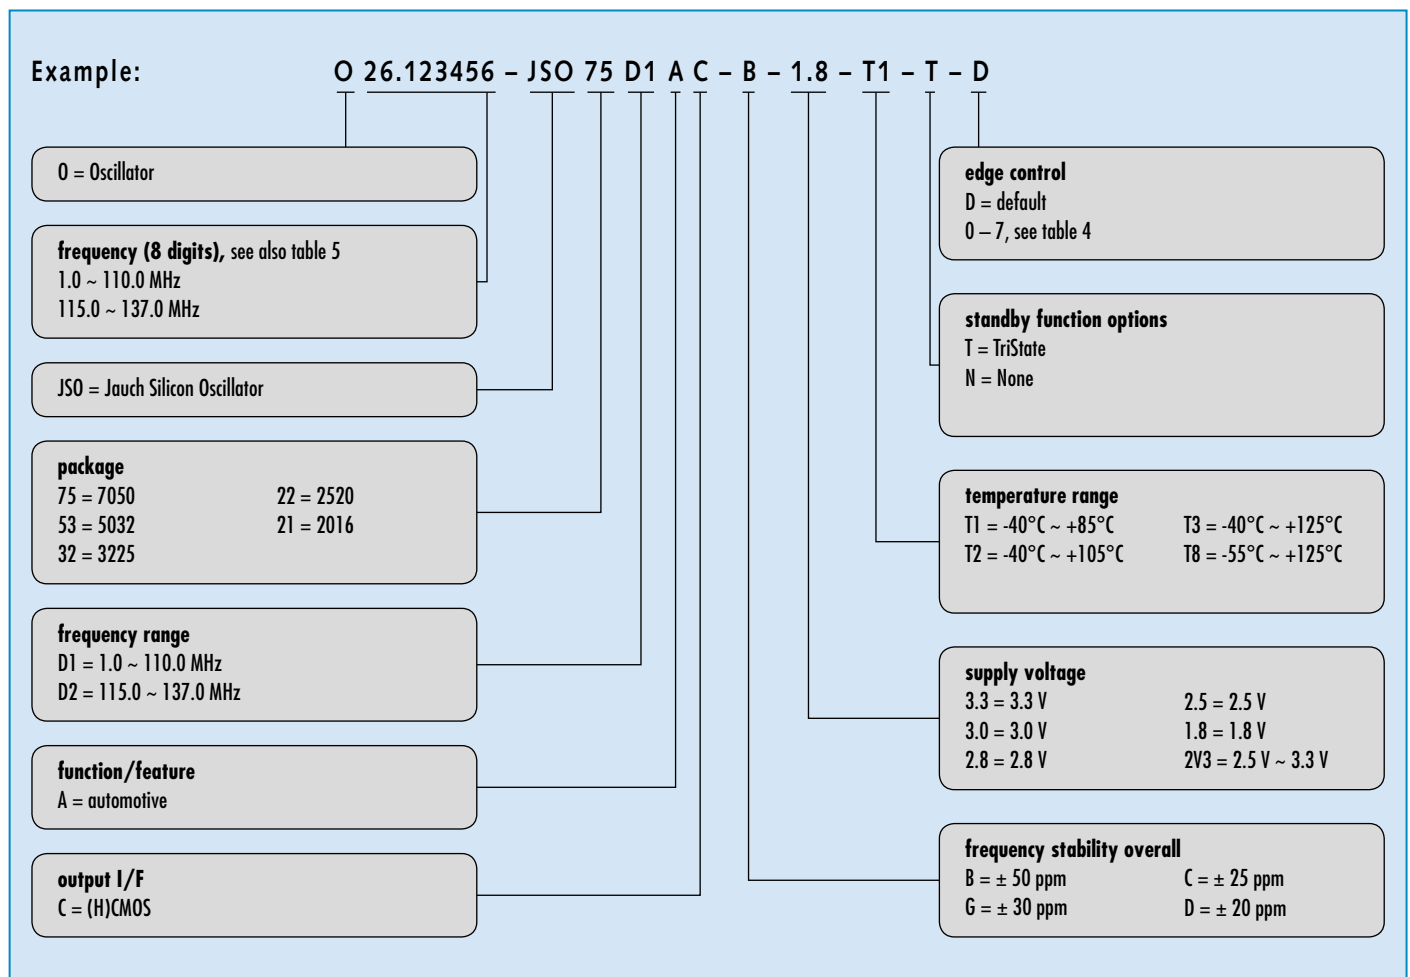 Example: O 26.123456 – JSO 75 D1 A C – B – 1.8 – T1 – T – D
O = Oscillator
frequency (8 digits), see also table 5
1.0 ~ 110.0 MHz
115.0 ~ 137.0 MHz
JSO = Jauch Silicon Oscillator
package
75 = 7050 22 = 2520
53 = 5032 21 = 2016
32 = 3225
frequency range
D1 = 1.0 ~ 110.0 MHz
D2 = 115.0 ~ 137.0 MHz
function/feature
A = automotive
output I/F
C = (H)CMOS
edge control
D = default
0 – 7, see table 4
standby function options
T = TriState
N = None
temperature range
T1 = -40°C ~ +85°C T3 = -40°C ~ +125°C
T2 = -40°C ~ +105°C T8 = -55°C ~ +125°C
supply voltage
3.3 = 3.3 V 2.5 = 2.5 V
3.0 = 3.0 V 1.8 = 1.8 V
2.8 = 2.8 V 2V3 = 2.5 V ~ 3.3 V
frequency stability overall
B = ± 50 ppm C = ± 25 ppm
G = ± 30 ppm D = ± 20 ppm